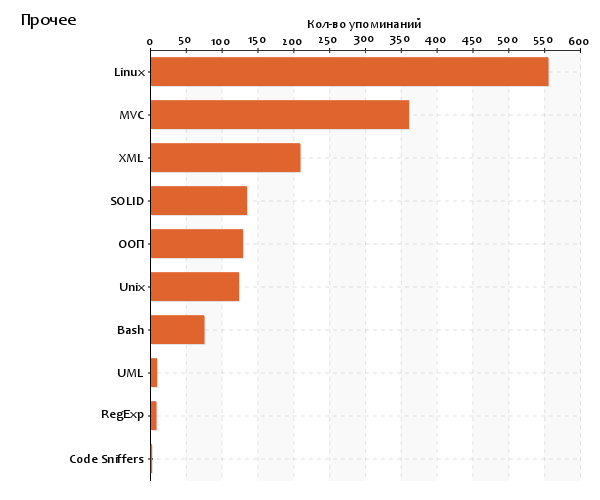 Прочее
Кол-во упоминаний
0 50 100 150 200 250 300 350 400 450 500 550 600
Linux
MVC
XML
SOLID
ООП
Unix
Bash
UML
RegExp
Code Sniffers